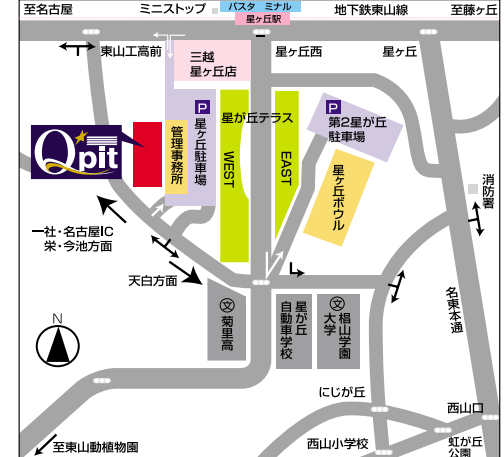 至名古屋
ミニストップ
バスタ ミナル
星ヶ丘駅
地下鉄東山線
至藤ヶ丘
東山工高前
三越
星ヶ丘店
星ヶ丘西
星ヶ丘
P
星ヶ丘駐車場
管理事務所
星が丘テラス
WEST
EAST
P
第2星が丘
駐車場
星ヶ丘ボウル
消防署
Qpit
一社・名古屋IC
栄・今池方面
天白方面
文
菊里高
星が丘
自動車学校
文
椙山学園
大学
名東本通
N
にじが丘
西山口
至東山動植物園
西山小学校
虹が丘
公園